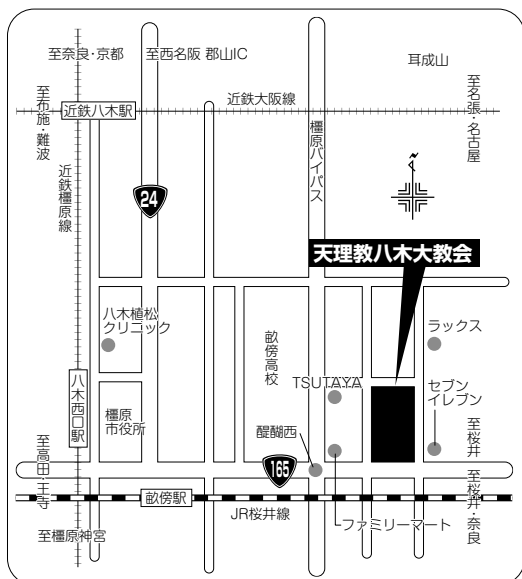 至奈良・京都
至西名阪 郡山IC
耳成山
至布施・難波
近鉄八木駅
近鉄大阪線
至名張・名古屋
近鉄橿原線
橿原バイパス
24
天理教八木大教会
八木植松
クリニック
畝傍高校
ラックス
八木西口駅
橿原
市役所
TSUTAYA
セブン
イレブン
醍醐西
至桜井
至高田・王寺
165
畝傍駅
JR桜井線
ファミリーマート
至桜井・奈良
至橿原神宮